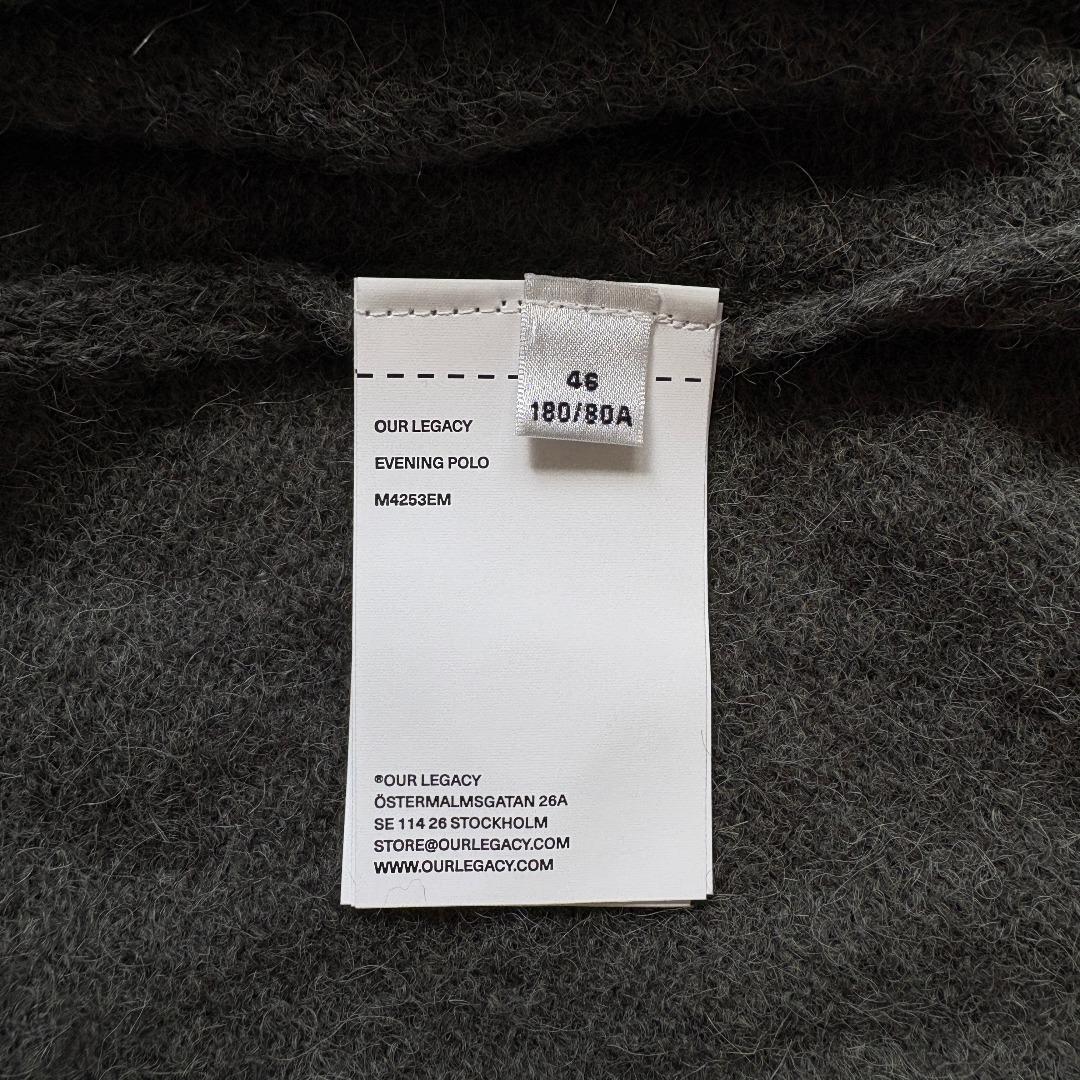 46
180/80A
OUR LEGACY
EVENING POLO
M4253EM
®OUR LEGACY
ÖSTERMALMSGATAN 26A
SE 114 26 STOCKHOLM
STORE@OURLEGACY.COM
WWW.OURLEGACY.COM